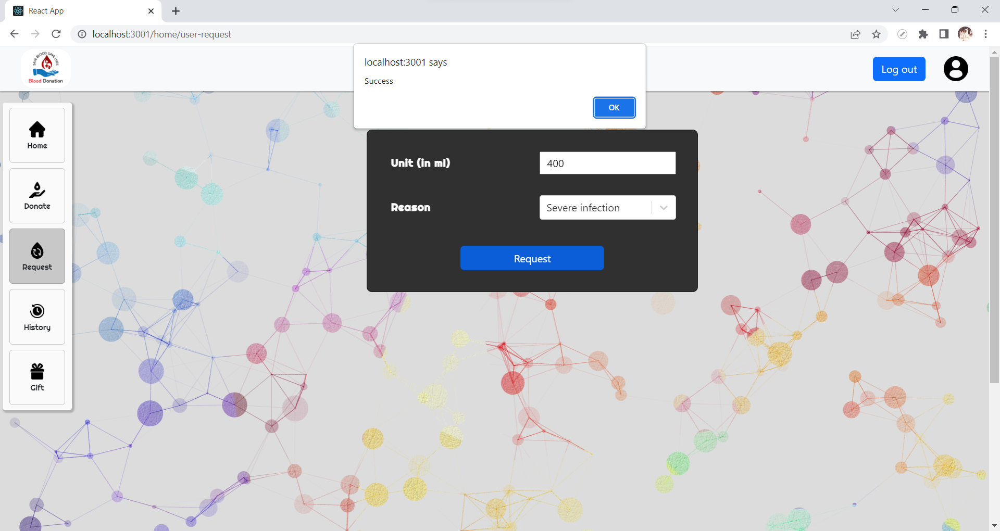 React App
localhost:3001/home/user-request
SAVE BLOOD SAVE LIVES
Blood Donation
localhost:3001 says
Success
OK
Log out
Home
Donate
Request
History
Gift
Unit (in ml)
400
Reason
Severe infection
Request